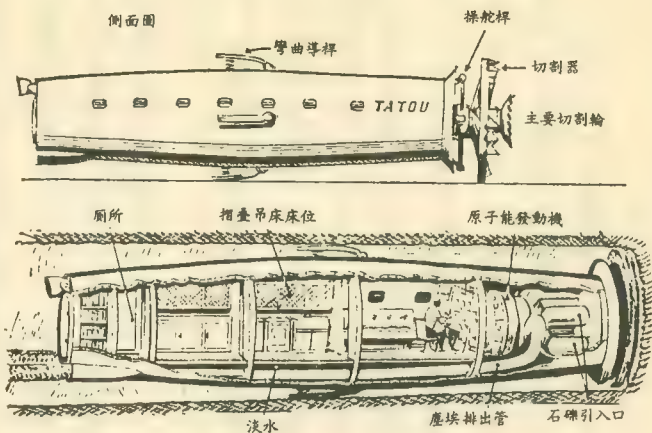 側面圖
彎曲導桿
操舵桿
切割器
TATOU
主要切割輪
厠所
摺疊吊床床位
原子能發動機
淡水
塵埃排出管
石礫引入口